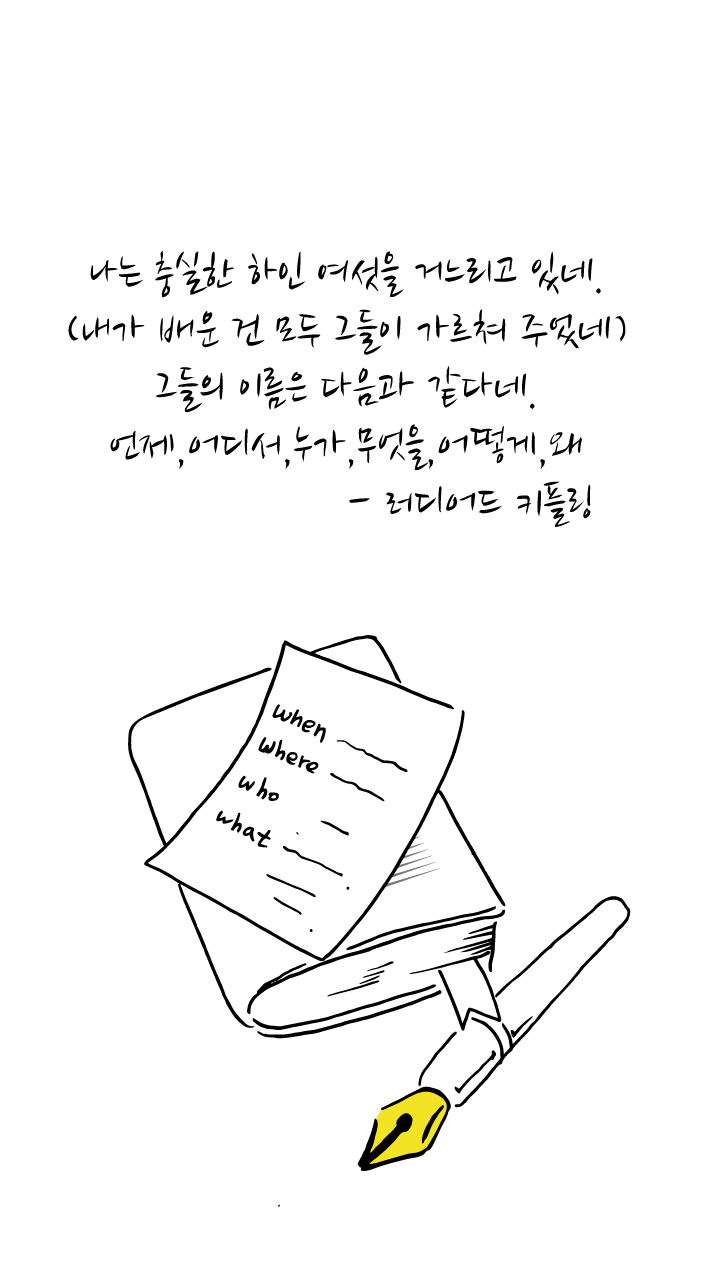 나는 충실한 하인 여섯을 거느리고 있네.
(내가 배운 건 모두 그들이 가르쳐 주었네)
그들의 이름은 다음과 같다네.
언제,어디서,누가,무엇을,어떻게,왜
- 러디어드 키플링
when
where
who
what